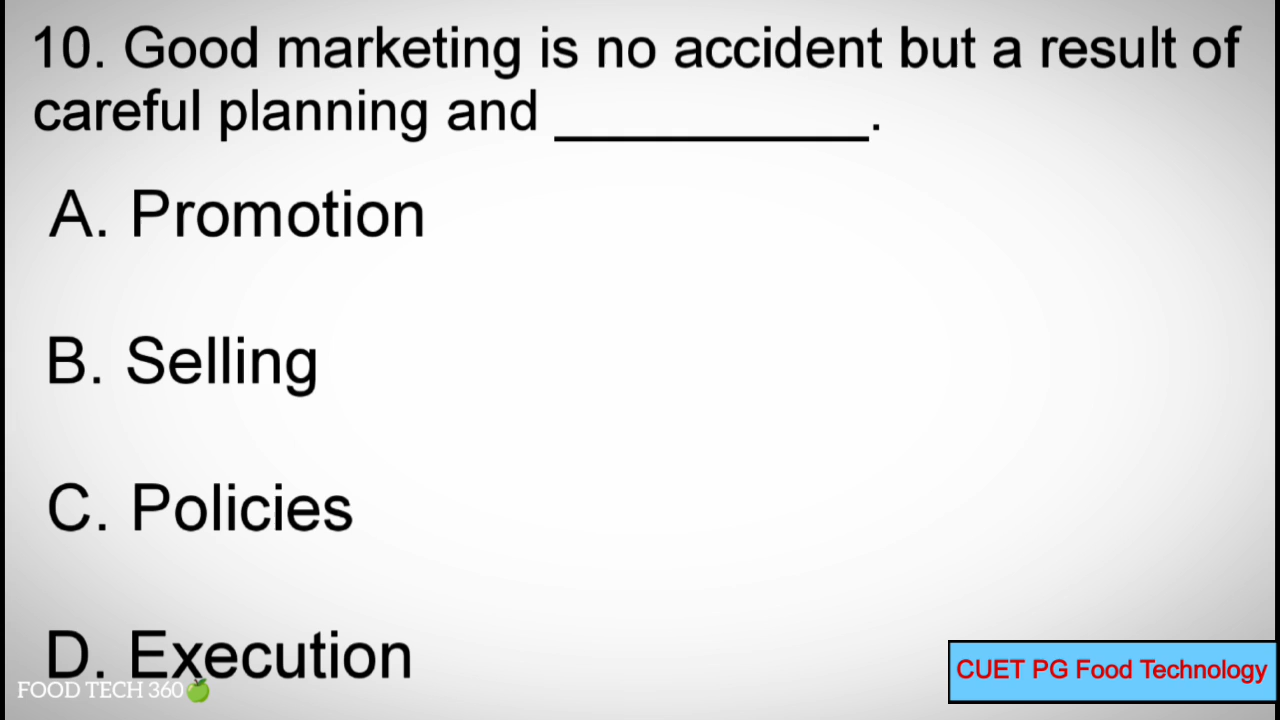 10. Good marketing is no accident but a result of
careful planning and ___________.
A. Promotion
B. Selling
C. Policies
D. Execution
FOOD TECH 360
CUET PG Food Technology